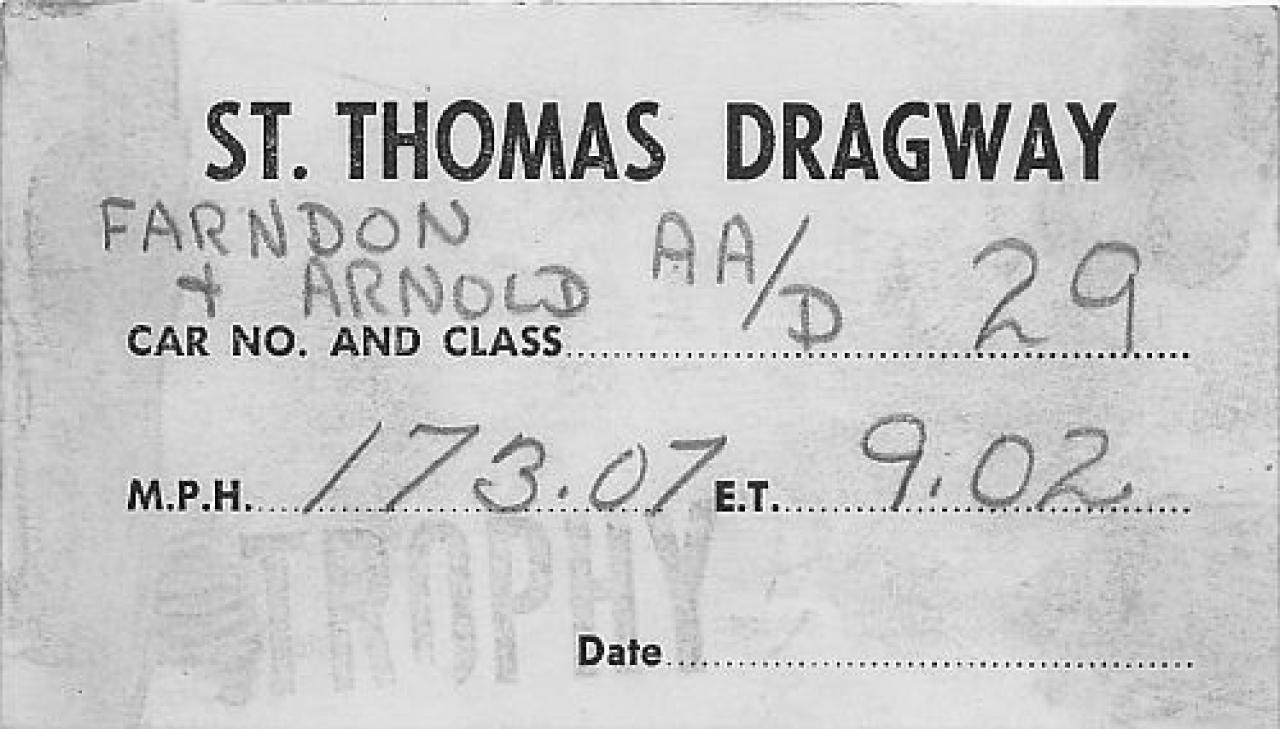 ST. THOMAS DRAGWAY
FARNDON AA/D 29
+ ARNOLD
CAR NO. AND CLASS
M.P.H. 173.07 E.T. 9.02
TROPHY
Date